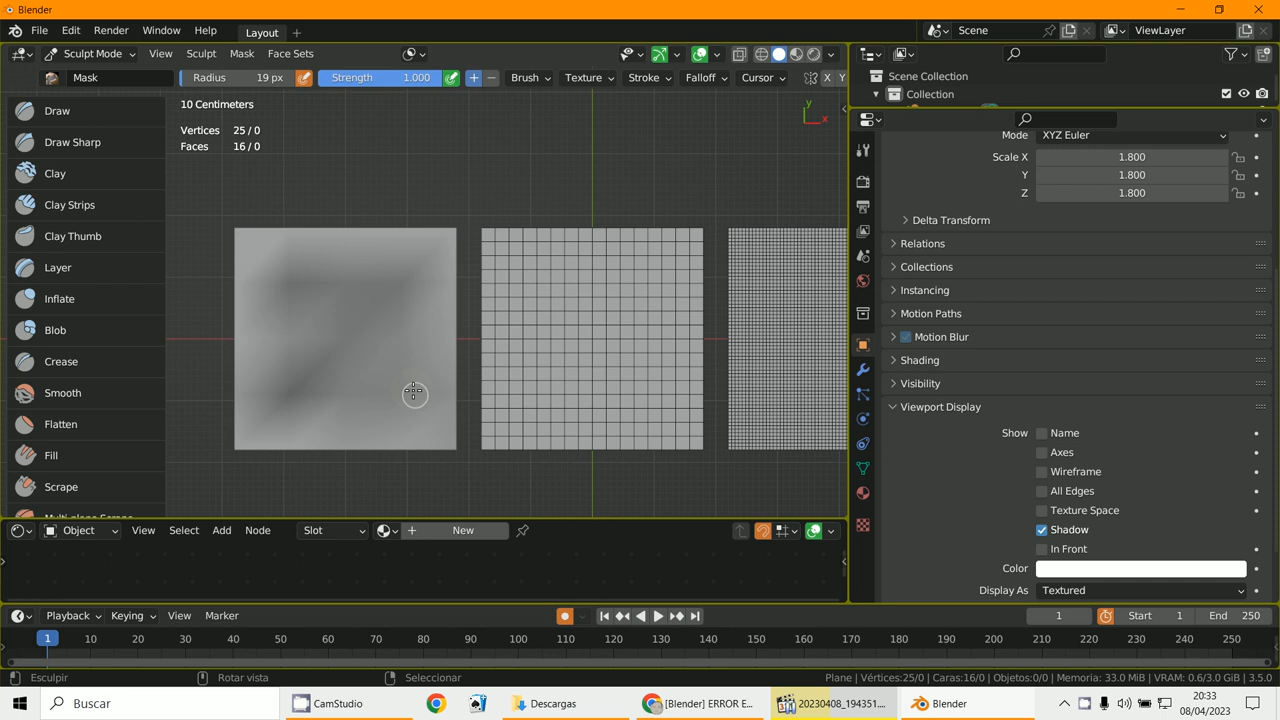 Blender
File Edit Render Window Help Layout + Scene ViewLayer
Sculpt Mode View Sculpt Mask Face Sets
Mask Radius 19 px Strength 1.000 Brush Texture Stroke Falloff Cursor X Y
Scene Collection
Collection
10 Centimeters
Vertices 25 / 0
Faces 16 / 0
y
x
Draw
Draw Sharp
Clay
Clay Strips
Clay Thumb
Layer
Inflate
Blob
Crease
Smooth
Flatten
Fill
Scrape
Mode XYZ Euler
Scale X 1.800
Y 1.800
Z 1.800
Delta Transform
Relations
Collections
Instancing
Motion Paths
Motion Blur
Shading
Visibility
Viewport Display
Show Name
Axes
Wireframe
All Edges
Texture Space
Shadow
In Front
Color
Display As Textured
Object View Select Add Node Slot + New
Playback Keying View Marker 1 Start 1 End 250
1 10 20 30 40 50 60 70 80 90 100 110 120 130 140 150 160 170 180 190 200 210 220 230 240 250
Esculpir Rotar vista Seleccionar Plane | Vértices:25/0 | Caras:16/0 | Objetos:0/0 | Memoria: 33.0 MiB | VRAM: 0.6/3.0 GiB | 3.5.0
Buscar CamStudio Descargas [Blender] ERROR E... 20230408_194351.... Blender
20:33
08/04/2023